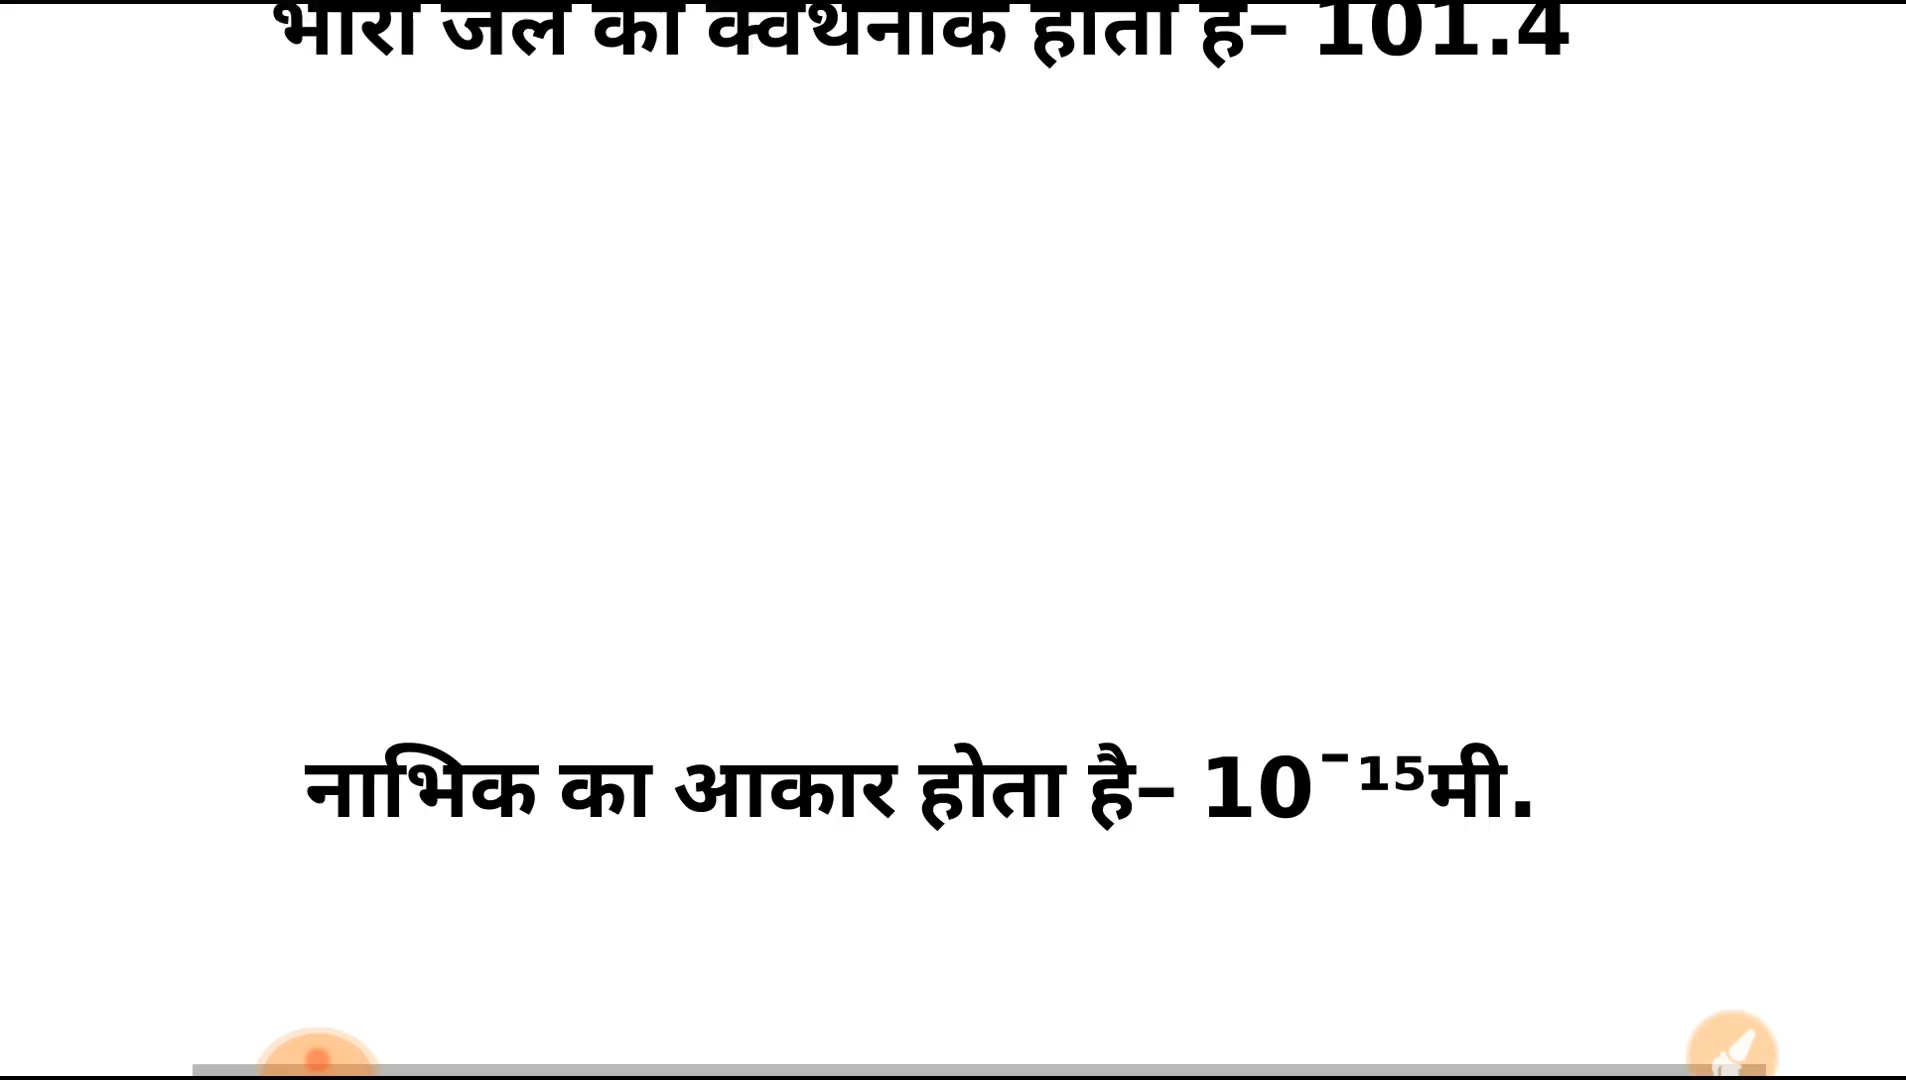 भारी जल का क्वथनांक होता है– 101.4
नाभिक का आकार होता है– 10¯¹⁵मी.